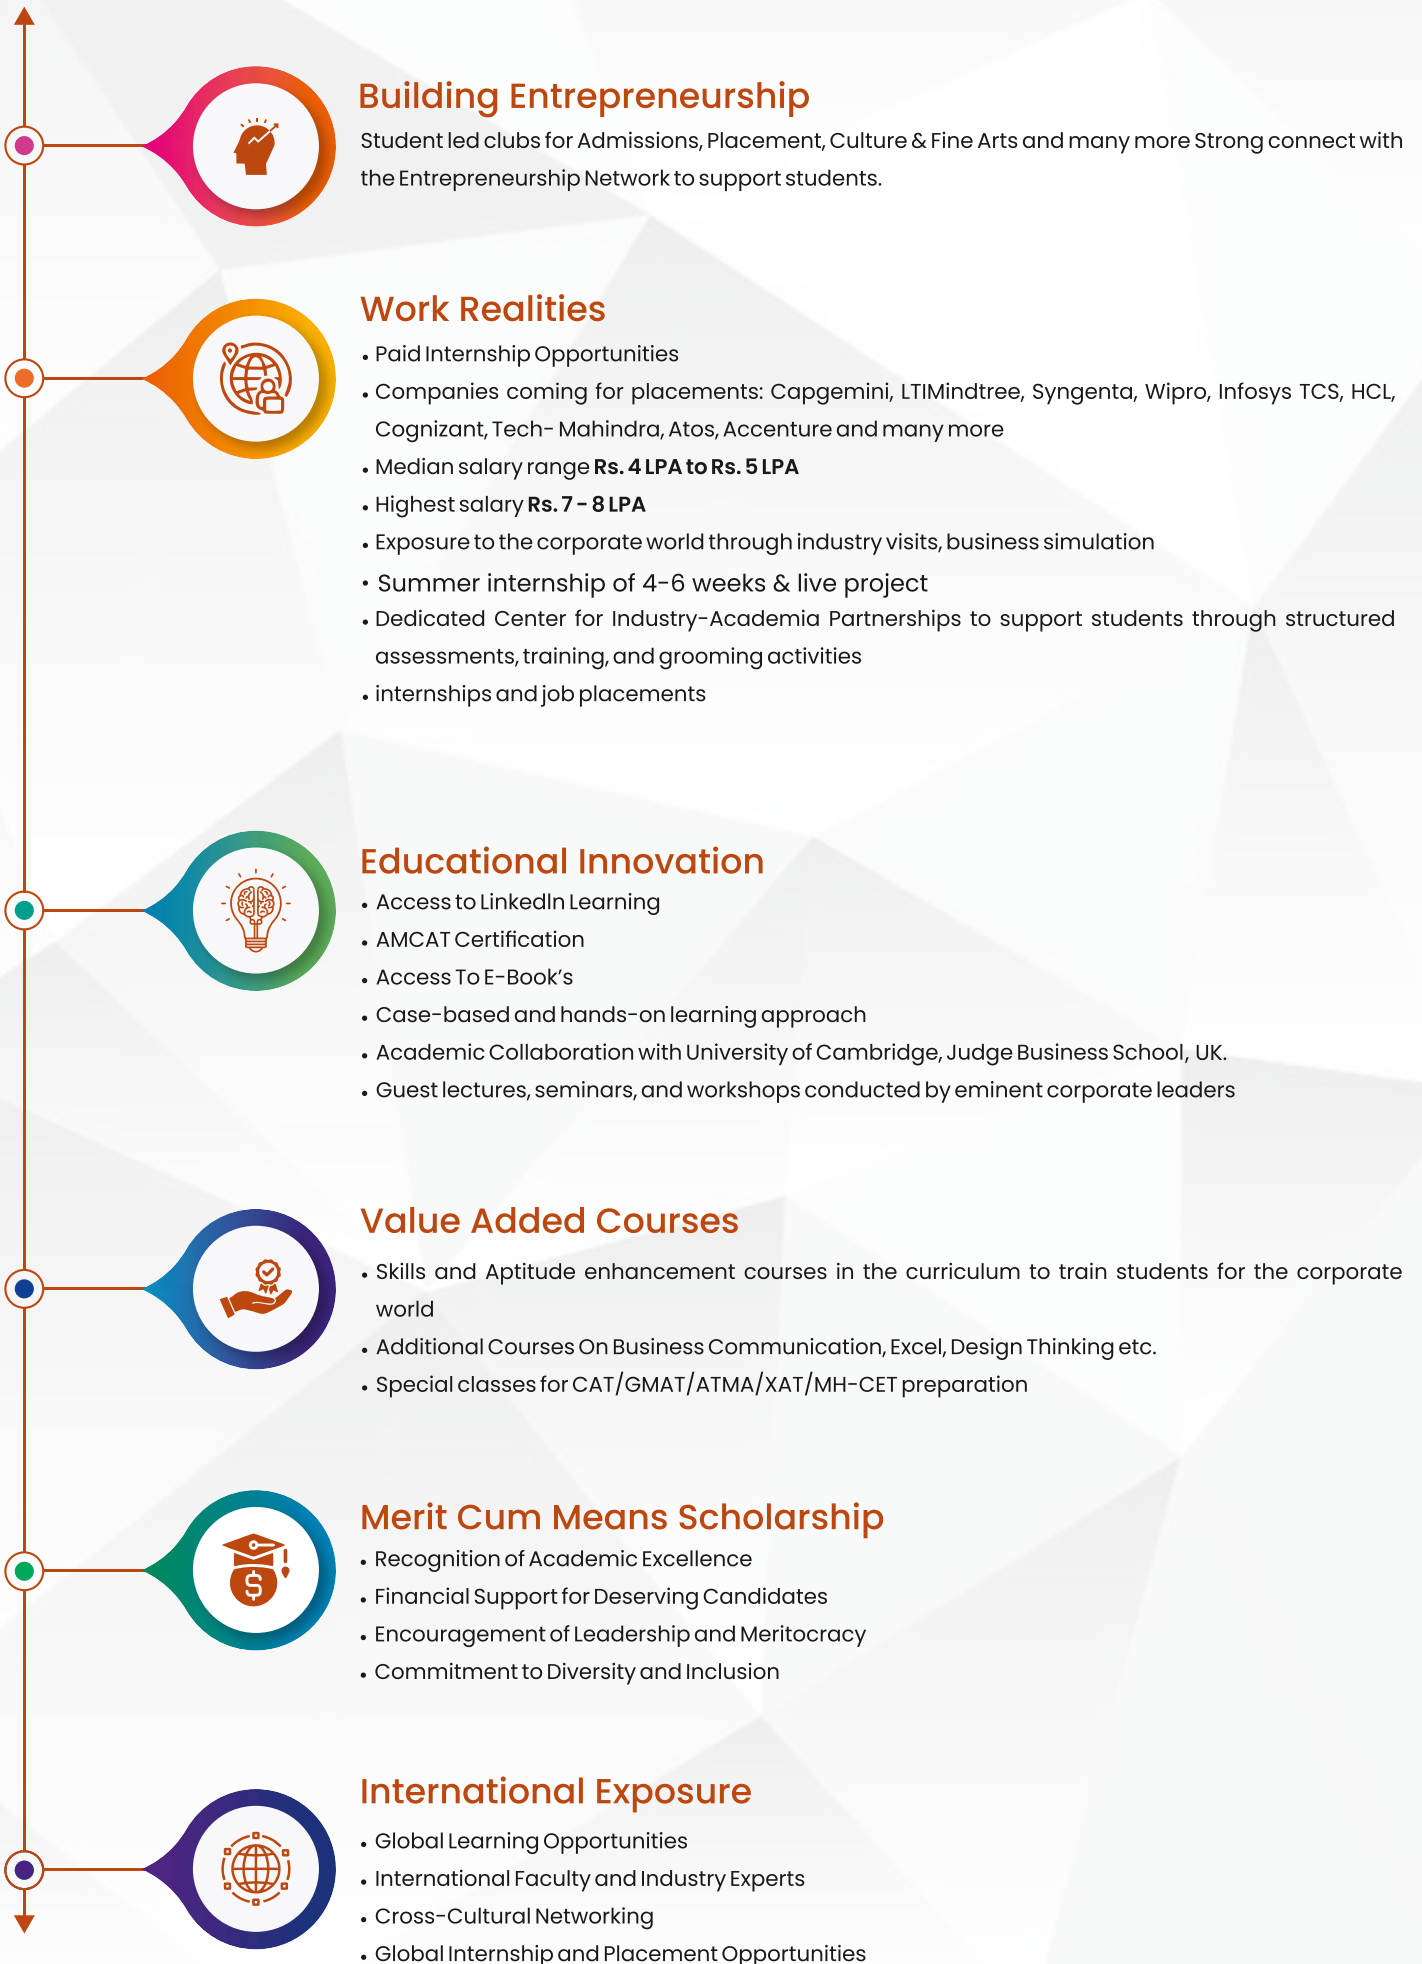 Building Entrepreneurship
Student led clubs for Admissions, Placement, Culture & Fine Arts and many more Strong connect with
the Entrepreneurship Network to support students.
Work Realities
• Paid Internship Opportunities
• Companies coming for placements: Capgemini, LTIMindtree, Syngenta, Wipro, Infosys TCS, HCL,
Cognizant, Tech- Mahindra, Atos, Accenture and many more
• Median salary range Rs. 4 LPA to Rs. 5 LPA
• Highest salary Rs. 7 - 8 LPA
• Exposure to the corporate world through industry visits, business simulation
• Summer internship of 4-6 weeks & live project
• Dedicated Center for Industry-Academia Partnerships to support students through structured
assessments, training, and grooming activities
• internships and job placements
Educational Innovation
• Access to LinkedIn Learning
• AMCAT Certification
• Access To E-Book’s
• Case-based and hands-on learning approach
• Academic Collaboration with University of Cambridge, Judge Business School, UK.
• Guest lectures, seminars, and workshops conducted by eminent corporate leaders
Value Added Courses
• Skills and Aptitude enhancement courses in the curriculum to train students for the corporate
world
• Additional Courses On Business Communication, Excel, Design Thinking etc.
• Special classes for CAT/GMAT/ATMA/XAT/MH-CET preparation
Merit Cum Means Scholarship
• Recognition of Academic Excellence
• Financial Support for Deserving Candidates
• Encouragement of Leadership and Meritocracy
• Commitment to Diversity and Inclusion
International Exposure
• Global Learning Opportunities
• International Faculty and Industry Experts
• Cross-Cultural Networking
• Global Internship and Placement Opportunities